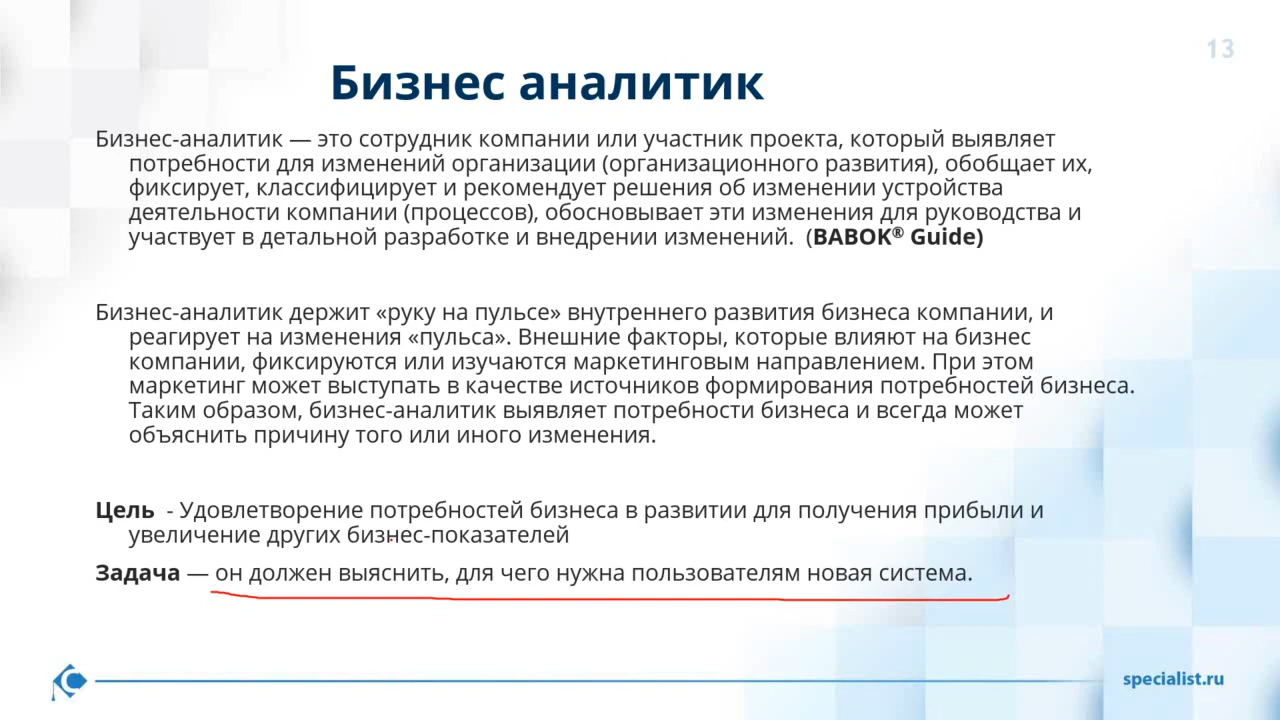 13
Бизнес аналитик
Бизнес-аналитик — это сотрудник компании или участник проекта, который выявляет
потребности для изменений организации (организационного развития), обобщает их,
фиксирует, классифицирует и рекомендует решения об изменении устройства
деятельности компании (процессов), обосновывает эти изменения для руководства и
участвует в детальной разработке и внедрении изменений. (BABOK® Guide)
Бизнес-аналитик держит «руку на пульсе» внутреннего развития бизнеса компании, и
реагирует на изменения «пульса». Внешние факторы, которые влияют на бизнес
компании, фиксируются или изучаются маркетинговым направлением. При этом
маркетинг может выступать в качестве источников формирования потребностей бизнеса.
Таким образом, бизнес-аналитик выявляет потребности бизнеса и всегда может
объяснить причину того или иного изменения.
Цель - Удовлетворение потребностей бизнеса в развитии для получения прибыли и
увеличение других бизнес-показателей
Задача — он должен выяснить, для чего нужна пользователям новая система.
specialist.ru